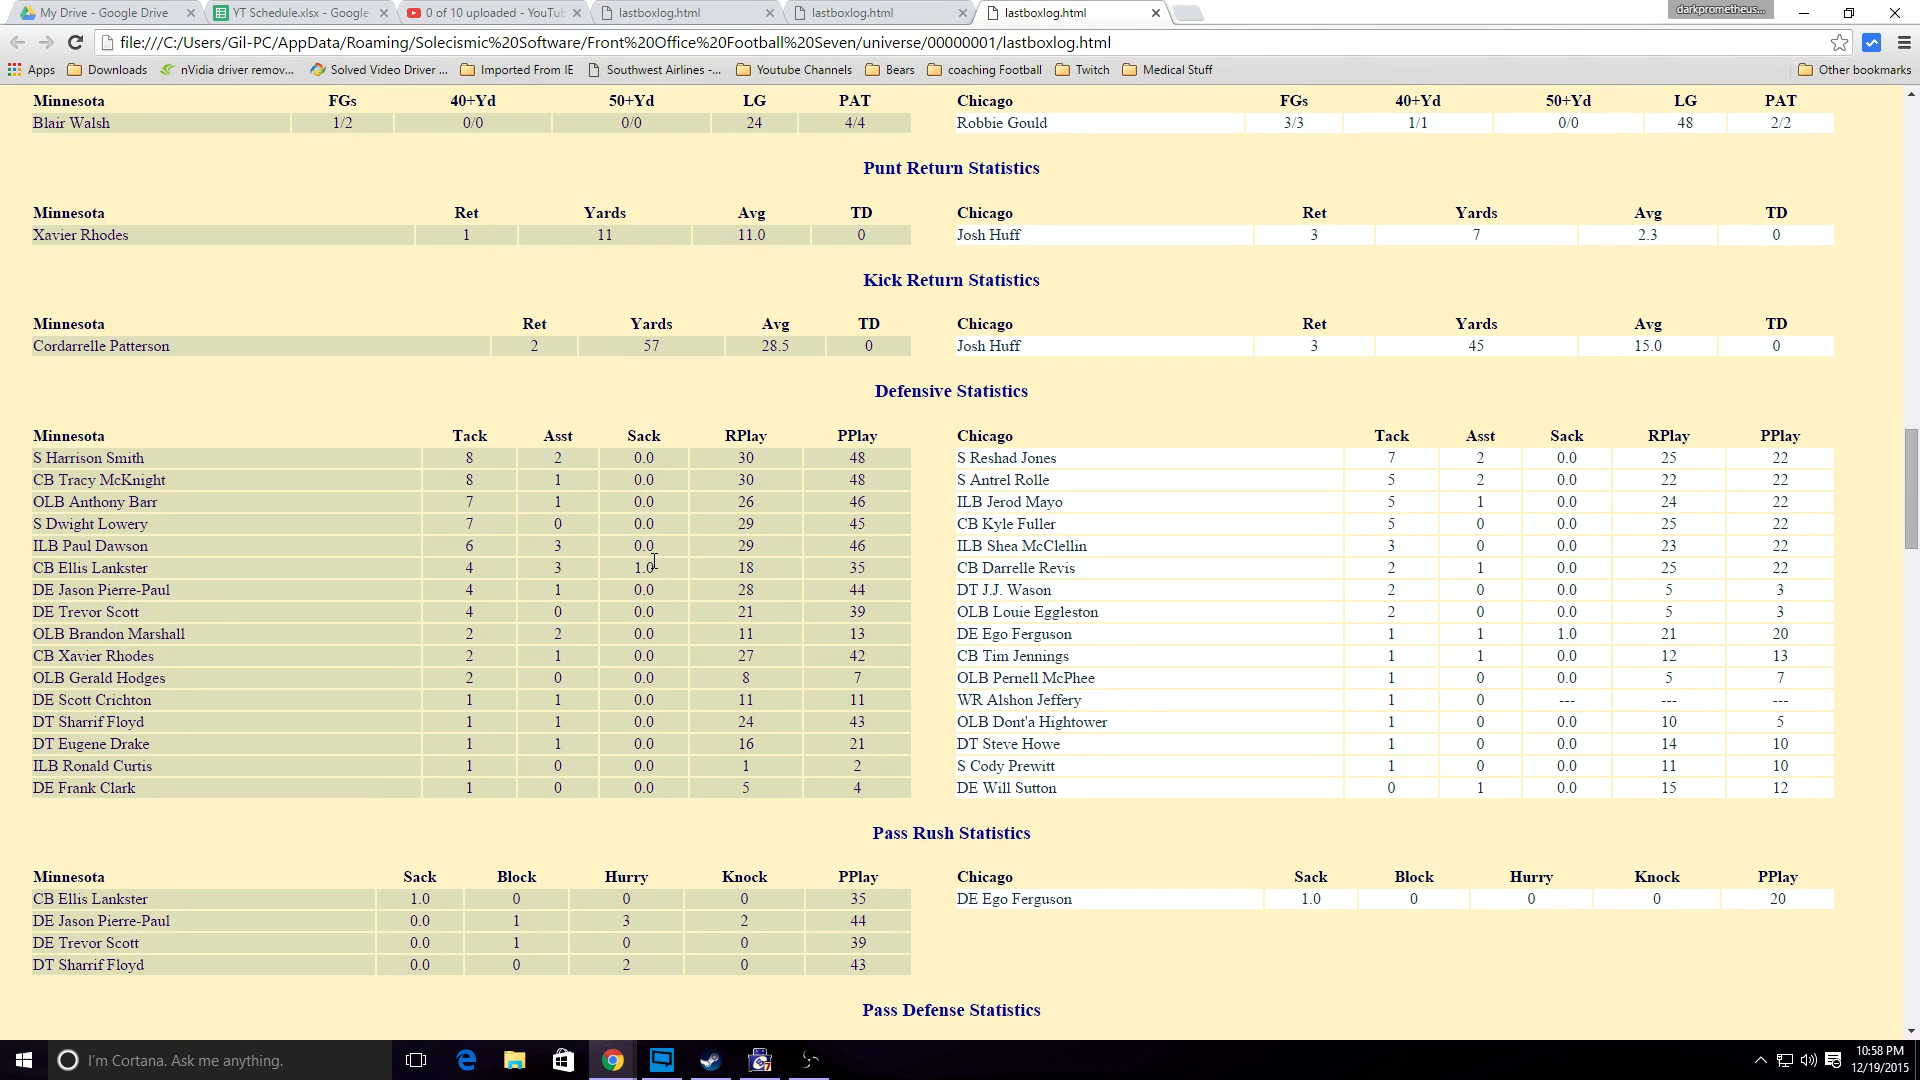 My Drive - Google Drive
YT Schedule.xlsx - Google
0 of 10 uploaded - YouTu
lastboxlog.html
lastboxlog.html
lastboxlog.html
darkprometheus...
file:///C:/Users/Gil-PC/AppData/Roaming/Solecismic%20Software/Front%20Office%20Football%20Seven/universe/00000001/lastboxlog.html
Apps Downloads nVidia driver remov... Solved Video Driver ... Imported From IE Southwest Airlines -... Youtube Channels Bears coaching Football Twitch Medical Stuff Other bookmarks
Minnesota FGs 40+Yd 50+Yd LG PAT Chicago FGs 40+Yd 50+Yd LG PAT
Blair Walsh 1/2 0/0 0/0 24 4/4 Robbie Gould 3/3 1/1 0/0 48 2/2
Punt Return Statistics
Minnesota Ret Yards Avg TD Chicago Ret Yards Avg TD
Xavier Rhodes 1 11 11.0 0 Josh Huff 3 7 2.3 0
Kick Return Statistics
Minnesota Ret Yards Avg TD Chicago Ret Yards Avg TD
Cordarrelle Patterson 2 57 28.5 0 Josh Huff 3 45 15.0 0
Defensive Statistics
Minnesota Tack Asst Sack RPlay PPlay Chicago Tack Asst Sack RPlay PPlay
S Harrison Smith 8 2 0.0 30 48 S Reshad Jones 7 2 0.0 25 22
CB Tracy McKnight 8 1 0.0 30 48 S Antrel Rolle 5 2 0.0 22 22
OLB Anthony Barr 7 1 0.0 26 46 ILB Jerod Mayo 5 1 0.0 24 22
S Dwight Lowery 7 0 0.0 29 45 CB Kyle Fuller 5 0 0.0 25 22
ILB Paul Dawson 6 3 0.0 29 46 ILB Shea McClellin 3 0 0.0 23 22
CB Ellis Lankster 4 3 1.0 18 35 CB Darrelle Revis 2 1 0.0 25 22
DE Jason Pierre-Paul 4 1 0.0 28 44 DT J.J. Wason 2 0 0.0 5 3
DE Trevor Scott 4 0 0.0 21 39 OLB Louie Eggleston 2 0 0.0 5 3
OLB Brandon Marshall 2 2 0.0 11 13 DE Ego Ferguson 1 1 1.0 21 20
CB Xavier Rhodes 2 1 0.0 27 42 CB Tim Jennings 1 1 0.0 12 13
OLB Gerald Hodges 2 0 0.0 8 7 OLB Pernell McPhee 1 0 0.0 5 7
DE Scott Crichton 1 1 0.0 11 11 WR Alshon Jeffery 1 0 --- --- ---
DT Sharrif Floyd 1 1 0.0 24 43 OLB Dont'a Hightower 1 0 0.0 10 5
DT Eugene Drake 1 1 0.0 16 21 DT Steve Howe 1 0 0.0 14 10
ILB Ronald Curtis 1 0 0.0 1 2 S Cody Prewitt 1 0 0.0 11 10
DE Frank Clark 1 0 0.0 5 4 DE Will Sutton 0 1 0.0 15 12
Pass Rush Statistics
Minnesota Sack Block Hurry Knock PPlay Chicago Sack Block Hurry Knock PPlay
CB Ellis Lankster 1.0 0 0 0 35 DE Ego Ferguson 1.0 0 0 0 20
DE Jason Pierre-Paul 0.0 1 3 2 44
DE Trevor Scott 0.0 1 0 0 39
DT Sharrif Floyd 0.0 0 2 0 43
Pass Defense Statistics
I'm Cortana. Ask me anything.
10:58 PM
12/19/2015